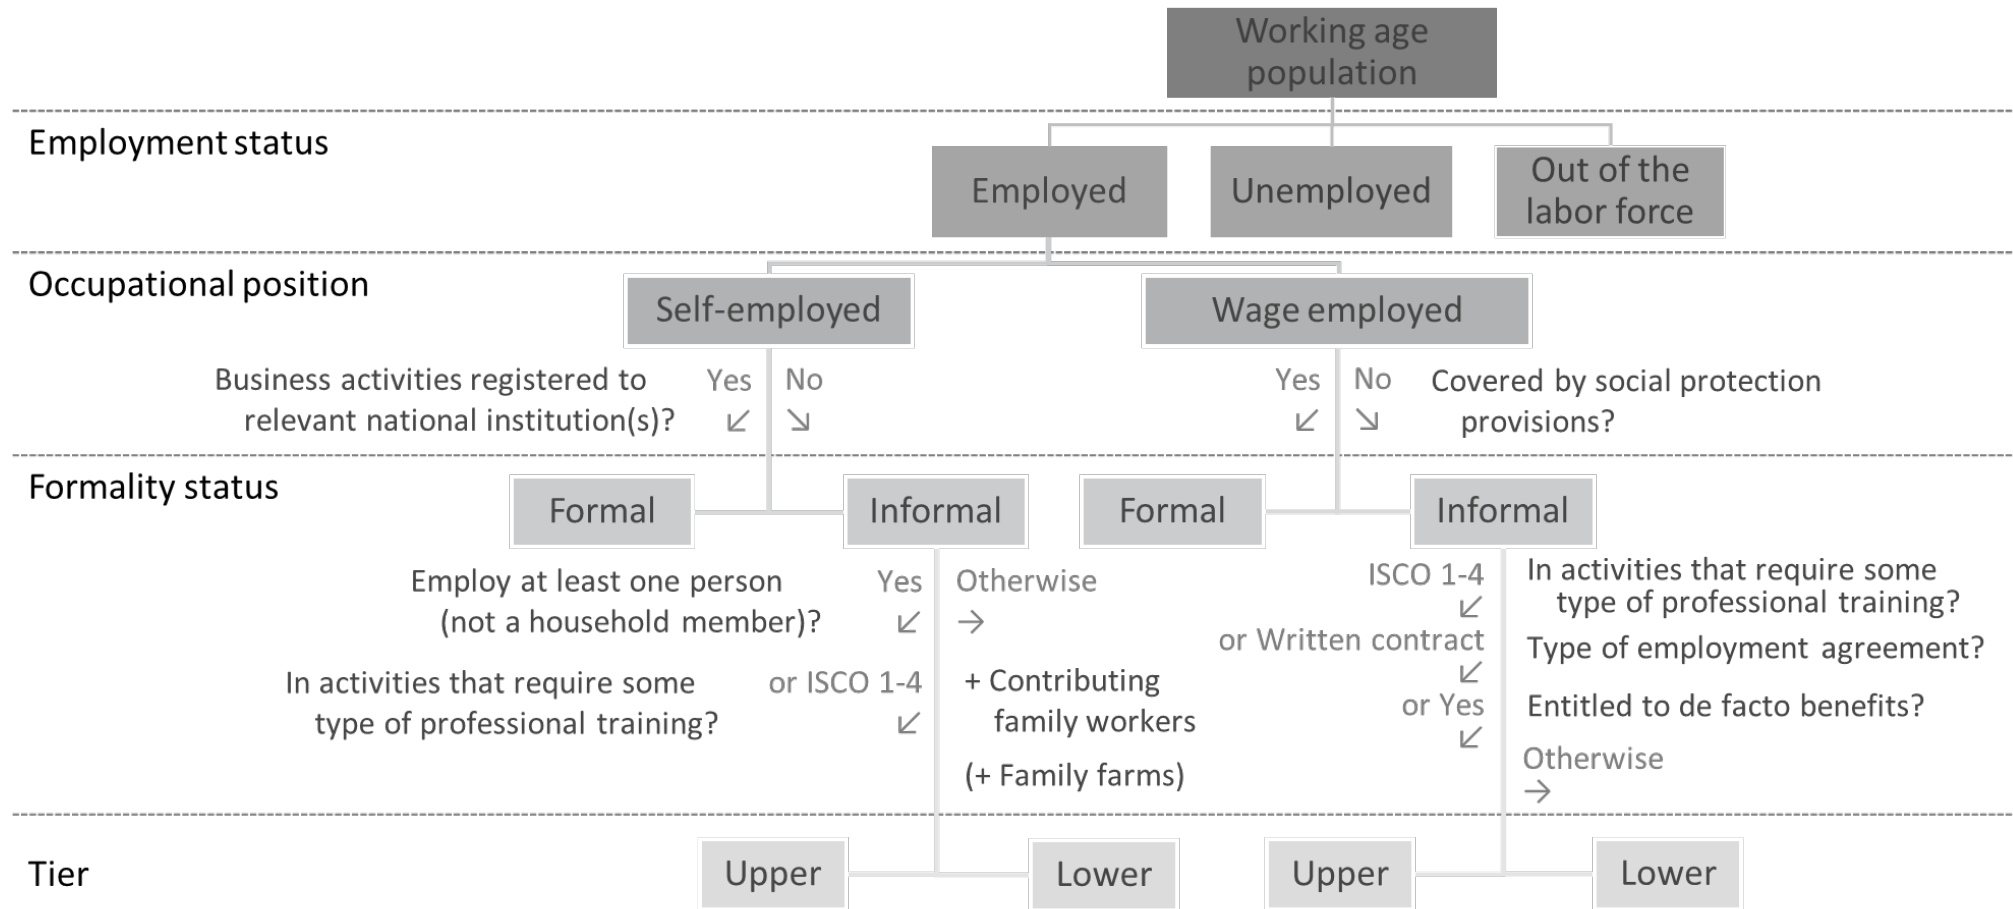 Working age
population
Employment status
Employed
Unemployed
Out of the
labor force
Occupational position
Self-employed
Wage employed
Business activities registered to
relevant national institution(s)?
Yes
No
Yes
No
Covered by social protection
provisions?
Formality status
Formal
Informal
Formal
Informal
Employ at least one person
(not a household member)?
Yes
Otherwise
In activities that require some
type of professional training?
or ISCO 1-4
+ Contributing
family workers
(+ Family farms)
ISCO 1-4
In activities that require some
type of professional training?
or Written contract
Type of employment agreement?
or Yes
Entitled to de facto benefits?
Otherwise
Tier
Upper
Lower
Upper
Lower